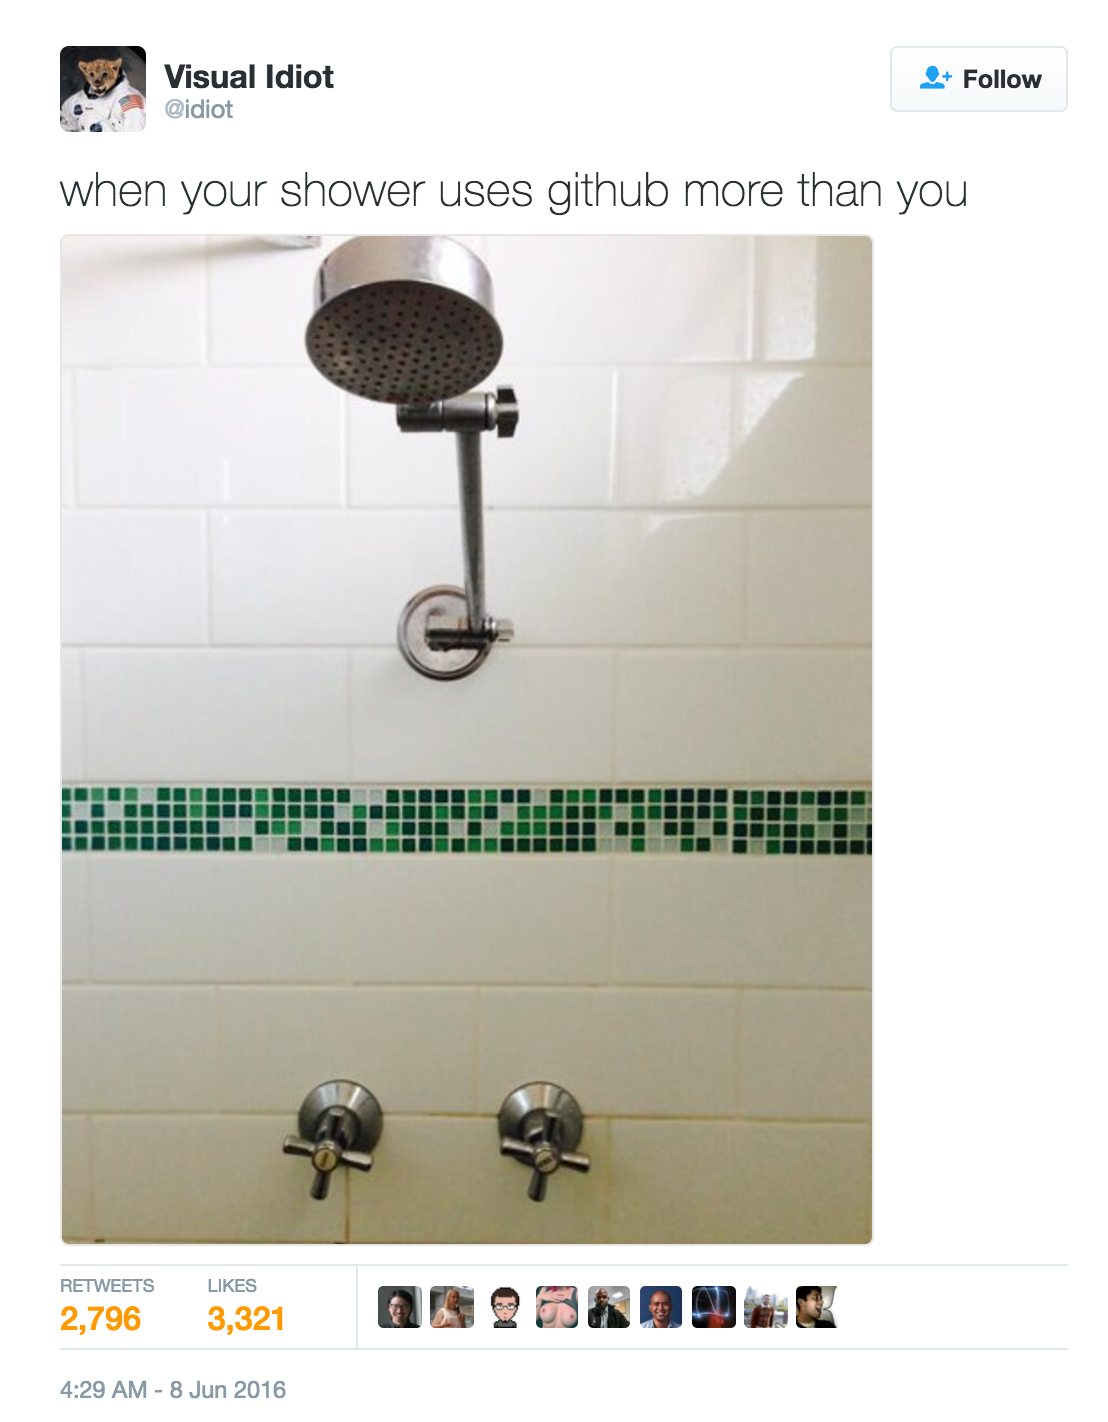 Visual Idiot
@idiot
Follow
when your shower uses github more than you
RETWEETS
2,796
LIKES
3,321
4:29 AM - 8 Jun 2016